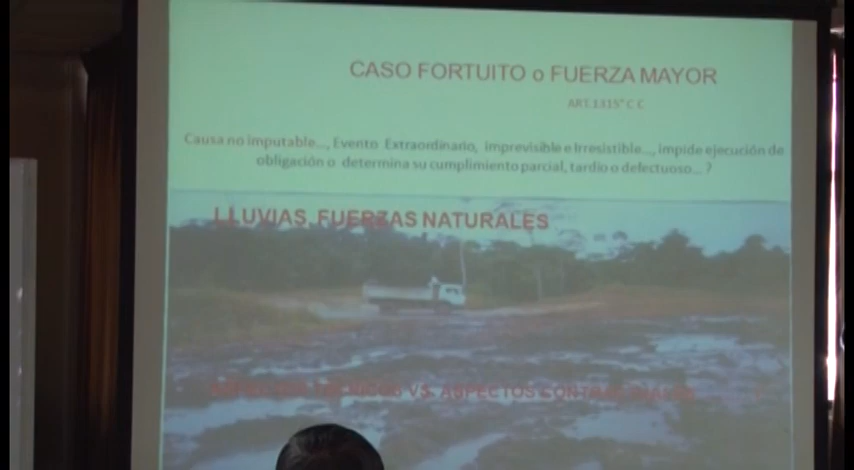 CASO FORTUITO o FUERZA MAYOR
ART.1315° C C
Causa no imputable..., Evento Extraordinario, imprevisible e Irresistible..., impide ejecución de
obligación o determina su cumplimiento parcial, tardío o defectuoso... ?
LLUVIAS, FUERZAS NATURALES
VS. ASPECTOS